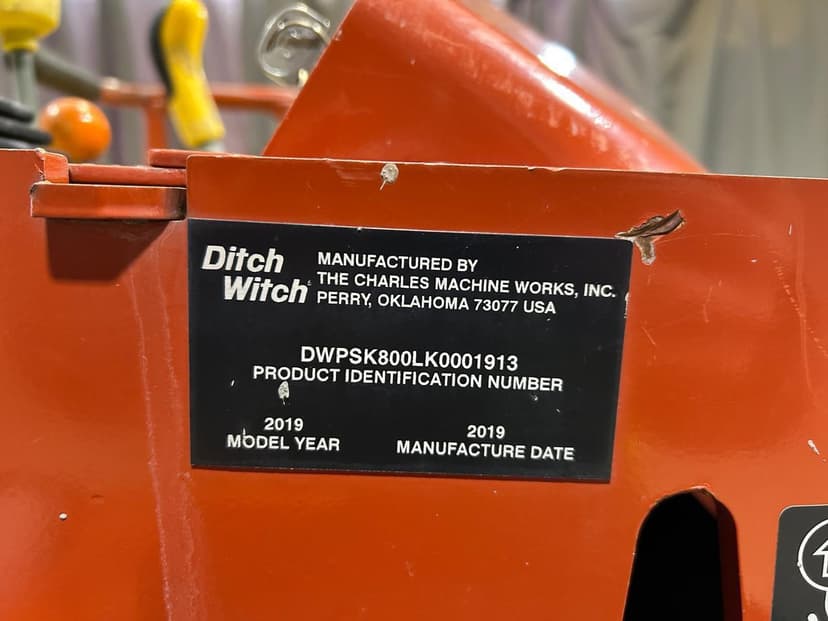 Ditch
Witch
MANUFACTURED BY
THE CHARLES MACHINE WORKS, INC.
PERRY, OKLAHOMA 73077 USA
DWPSK800LK0001913
PRODUCT IDENTIFICATION NUMBER
2019
MODEL YEAR
2019
MANUFACTURE DATE